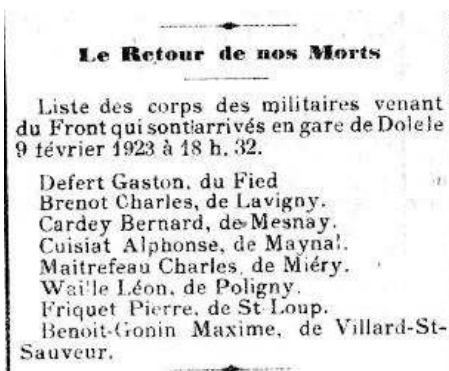 Le Retour de nos Morts
Liste des corps des militaires venant
du Front qui sont arrivés en gare de Dole le
9 février 1923 à 18 h. 32.
Defert Gaston, du Fied
Brenot Charles, de Lavigny.
Cardey Bernard, de Mesnay.
Cuisiat Alphonse, de Maynal.
Maitrefeau Charles, de Miéry.
Waille Léon, de Poligny.
Friquet Pierre, de St-Loup.
Benoit-Gonin Maxime, de Villard-St-
Sauveur.